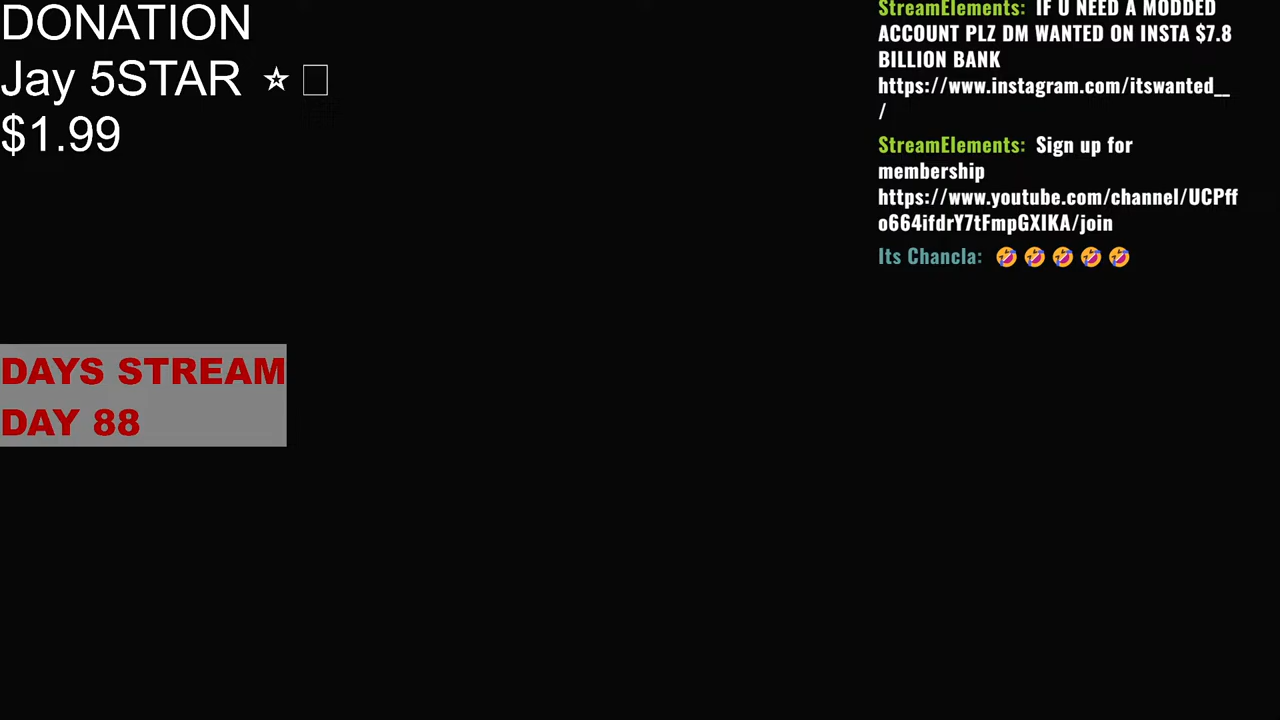 DONATION
Jay 5STAR ☆ □
$1.99
StreamElements: IF U NEED A MODDED
ACCOUNT PLZ DM WANTED ON INSTA $7.8
BILLION BANK
https://www.instagram.com/itswanted__
/
StreamElements: Sign up for
membership
https://www.youtube.com/channel/UCPff
o664ifdrY7tFmpGXIKA/join
Its Chancla: 🤣🤣🤣🤣🤣
DAYS STREAM
DAY 88